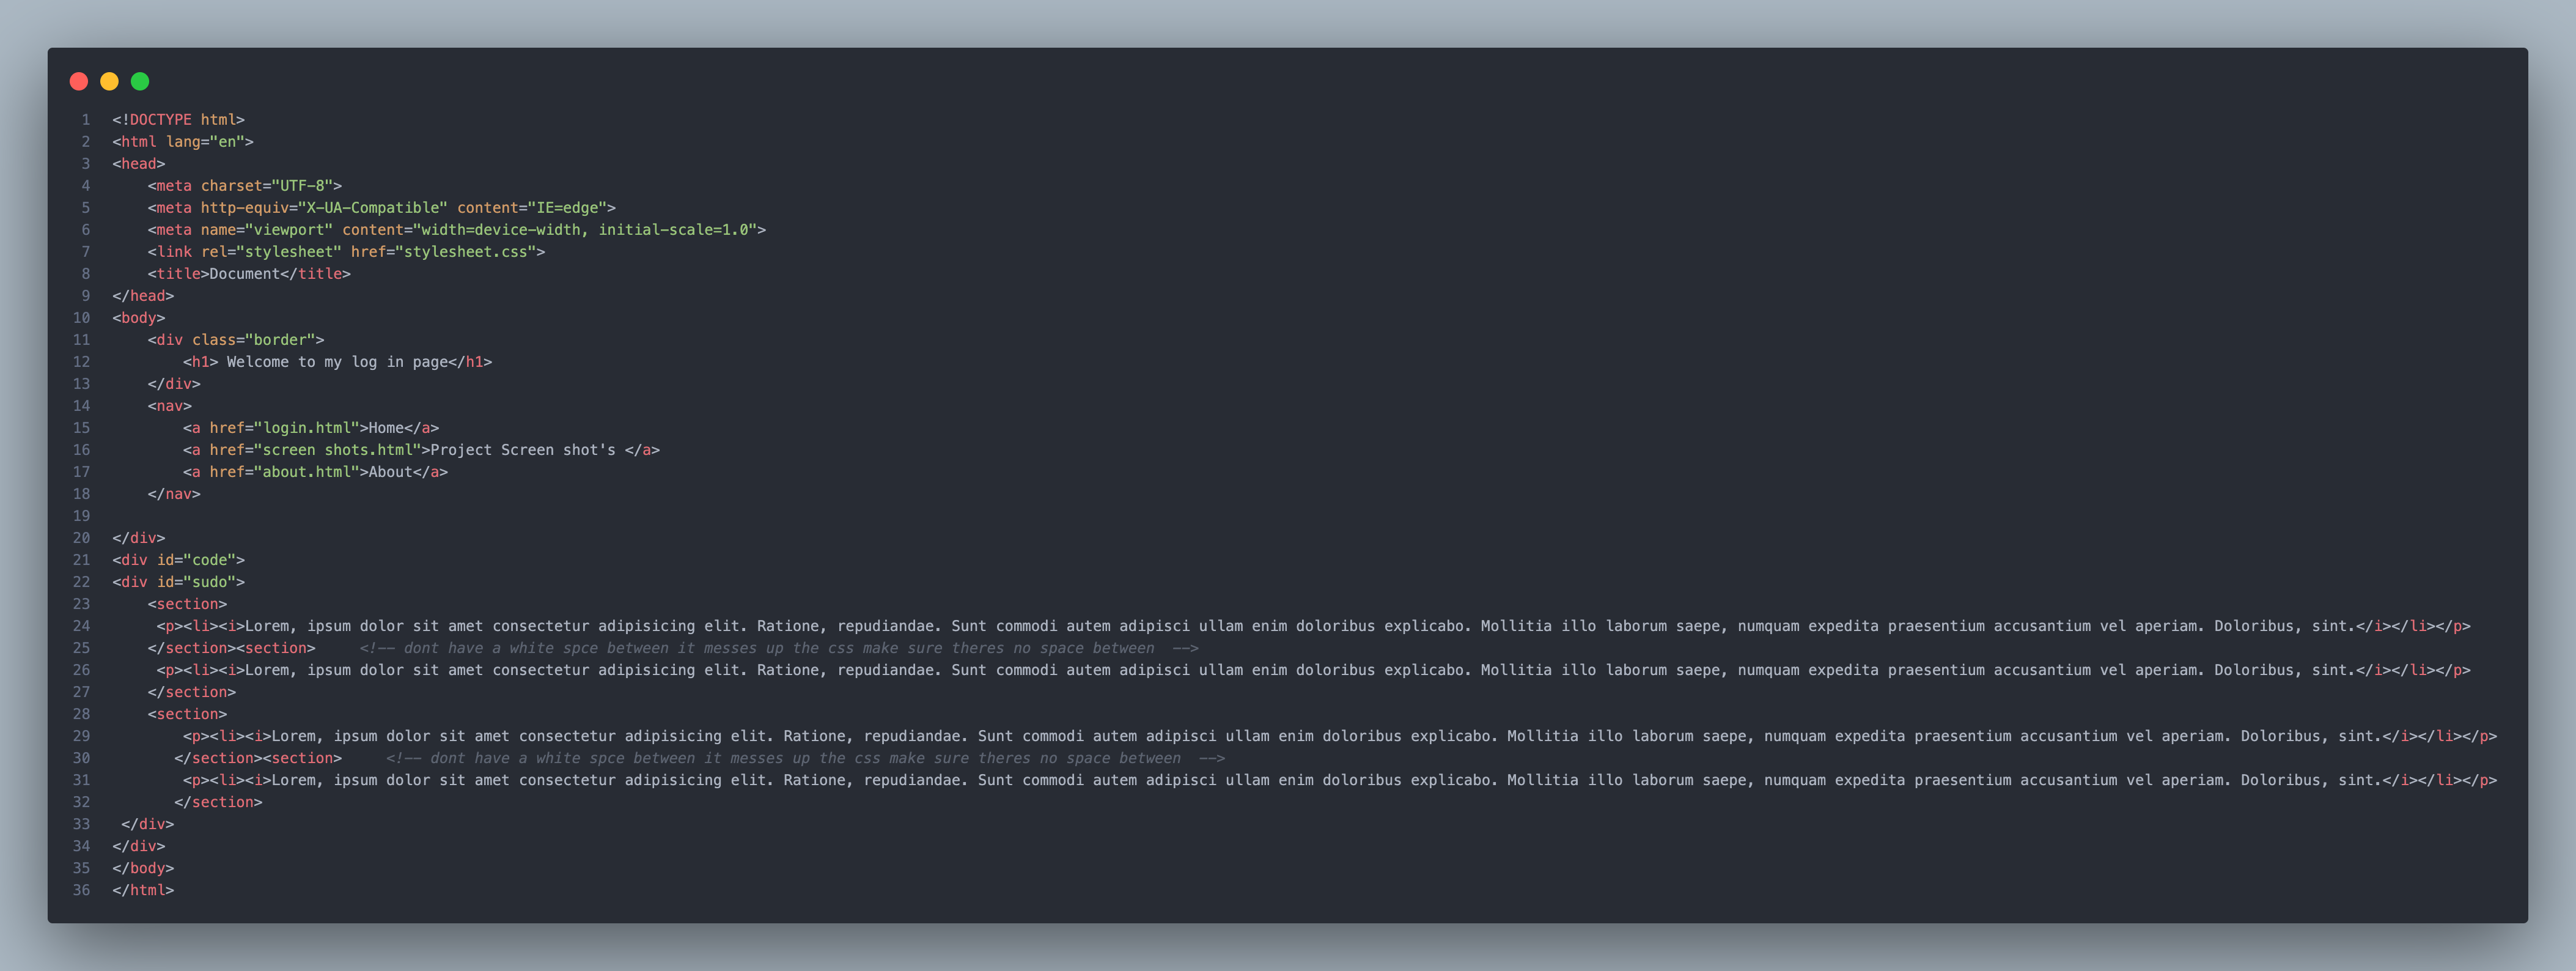 1 <!DOCTYPE html>
2 <html lang="en">
3 <head>
4     <meta charset="UTF-8">
5     <meta http-equiv="X-UA-Compatible" content="IE=edge">
6     <meta name="viewport" content="width=device-width, initial-scale=1.0">
7     <link rel="stylesheet" href="stylesheet.css">
8     <title>Document</title>
9 </head>
10 <body>
11     <div class="border">
12         <h1> Welcome to my log in page</h1>
13     </div>
14     <nav>
15         <a href="login.html">Home</a>
16         <a href="screen shots.html">Project Screen shot's </a>
17         <a href="about.html">About</a>
18     </nav>
19
20 </div>
21 <div id="code">
22 <div id="sudo">
23     <section>
24      <p><li><i>Lorem, ipsum dolor sit amet consectetur adipisicing elit. Ratione, repudiandae. Sunt commodi autem adipisci ullam enim doloribus explicabo. Mollitia illo laborum saepe, numquam expedita praesentium accusantium vel aperiam. Doloribus, sint.</i></li></p>
25     </section><section>     <!-- dont have a white spce between it messes up the css make sure theres no space between  -->
26      <p><li><i>Lorem, ipsum dolor sit amet consectetur adipisicing elit. Ratione, repudiandae. Sunt commodi autem adipisci ullam enim doloribus explicabo. Mollitia illo laborum saepe, numquam expedita praesentium accusantium vel aperiam. Doloribus, sint.</i></li></p>
27     </section>
28     <section>
29         <p><li><i>Lorem, ipsum dolor sit amet consectetur adipisicing elit. Ratione, repudiandae. Sunt commodi autem adipisci ullam enim doloribus explicabo. Mollitia illo laborum saepe, numquam expedita praesentium accusantium vel aperiam. Doloribus, sint.</i></li></p>
30        </section><section>     <!-- dont have a white spce between it messes up the css make sure theres no space between  -->
31         <p><li><i>Lorem, ipsum dolor sit amet consectetur adipisicing elit. Ratione, repudiandae. Sunt commodi autem adipisci ullam enim doloribus explicabo. Mollitia illo laborum saepe, numquam expedita praesentium accusantium vel aperiam. Doloribus, sint.</i></li></p>
32        </section>
33  </div>
34 </div>
35 </body>
36 </html>